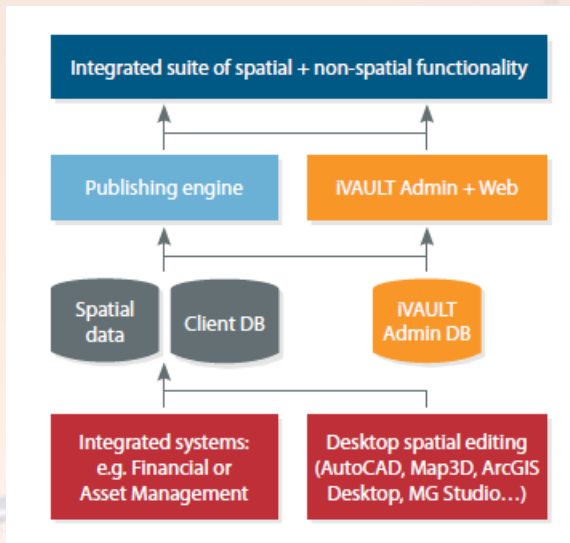 Integrated suite of spatial + non-spatial functionality
Publishing engine
iVAULT Admin + Web
Spatial
data
Client DB
iVAULT
Admin DB
Integrated systems:
e.g. Financial or
Asset Management
Desktop spatial editing
(AutoCAD, Map3D, ArcGIS
Desktop, MG Studio...)